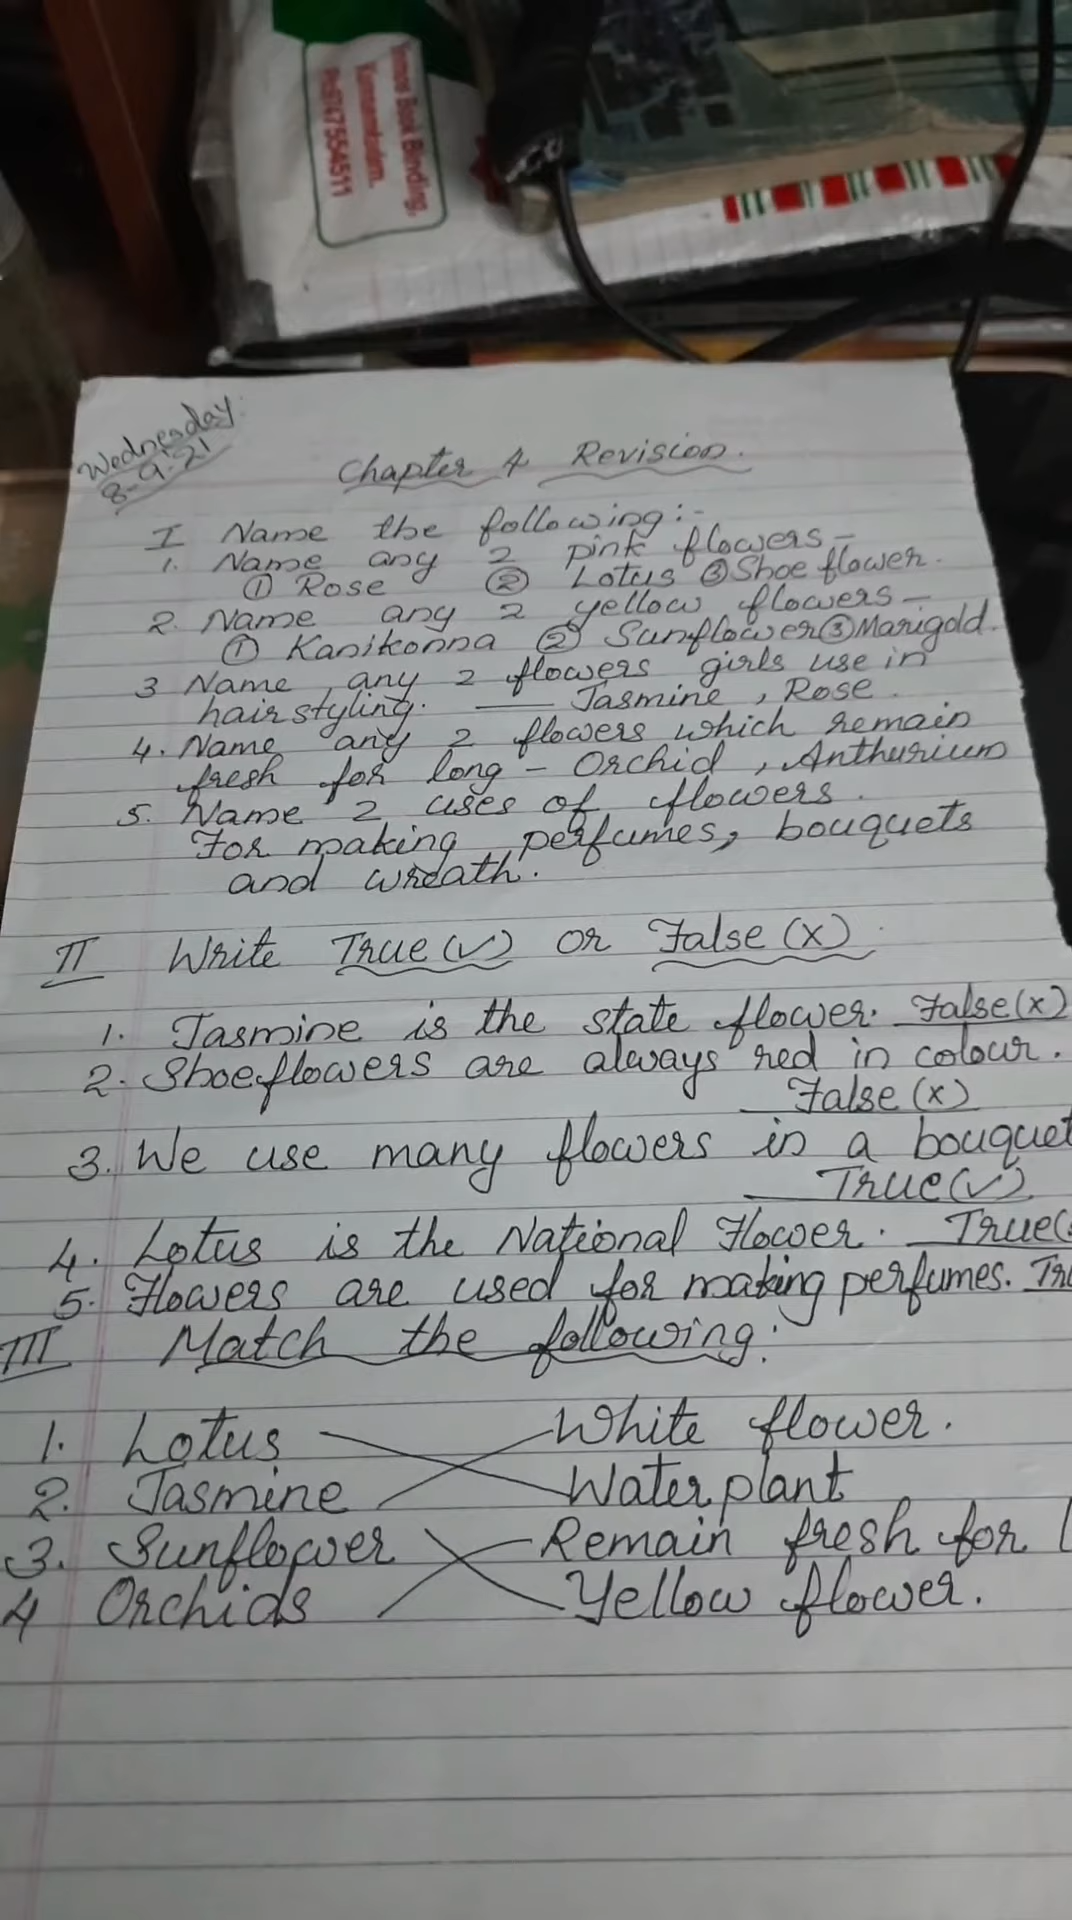 Book Binding,
Wednesday
8-9-21
Chapter 4 Revision.
I Name the following:-
1. Name any 2 pink flowers-
① Rose ② Lotus ③ Shoe flower.
2. Name any 2 yellow flowers-
① Kanikonna ② Sunflower ③ Marigold.
3 Name any 2 flowers girls use in
hairstyling. — Jasmine, Rose.
4. Name any 2 flowers which remain
fresh for long - Orchid, Anthurium
5. Name 2 uses of flowers.
For making perfumes, bouquets
and wreath.
II Write True (✓) or False (x)
1. Jasmine is the state flower. False (x)
2. Shoeflowers are always red in colour.
False (x)
3. We use many flowers in a bouquet
True (✓)
4. Lotus is the National Flower. True(
5. Flowers are used for making perfumes. Tru
III Match the following:
1. Lotus White flower.
2. Jasmine Water plant
3. Sunflower Remain fresh for l
4 Orchids Yellow flower.